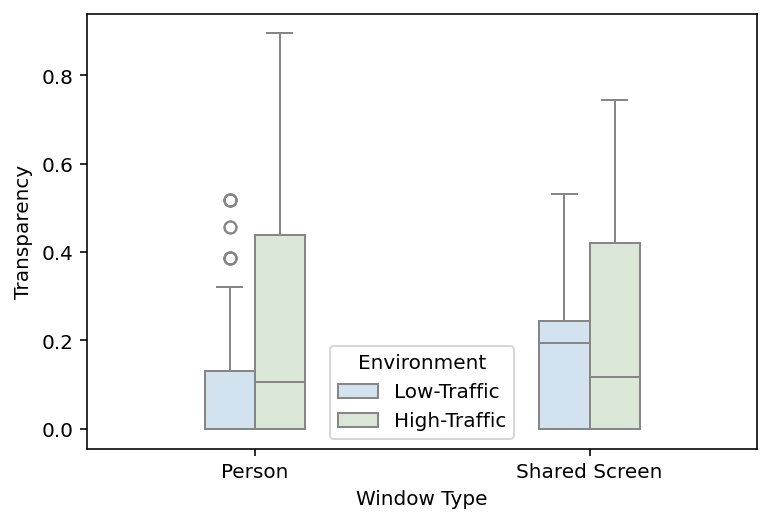 Transparency
0.8
0.6
0.4
0.2
0.0
Environment
Low-Traffic
High-Traffic
Person
Shared Screen
Window Type